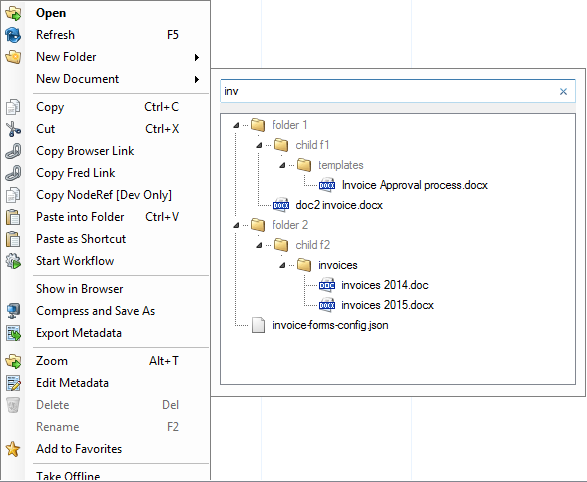 Open
Refresh F5
New Folder
New Document
Copy Ctrl+C
Cut Ctrl+X
Copy Browser Link
Copy Fred Link
Copy NodeRef [Dev Only]
Paste into Folder Ctrl+V
Paste as Shortcut
Start Workflow
Show in Browser
Compress and Save As
Export Metadata
Zoom Alt+T
Edit Metadata
Delete Del
Rename F2
Add to Favorites
Take Offline
inv
folder 1
child f1
templates
DOCX Invoice Approval process.docx
DOCX doc2 invoice.docx
folder 2
child f2
invoices
DOC invoices 2014.doc
DOCX invoices 2015.docx
invoice-forms-config.json